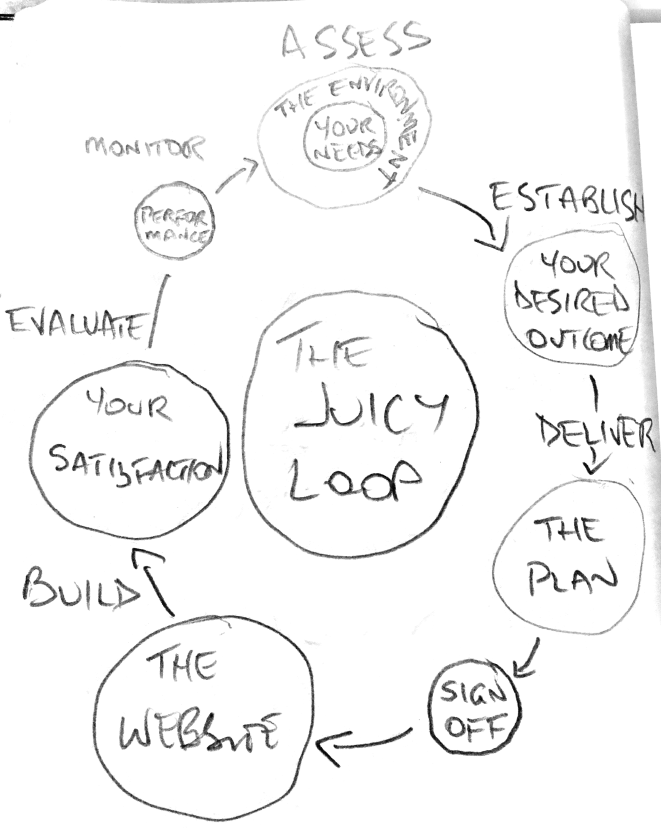 ASSESS
THE ENVIRONMENT
YOUR
NEEDS
MONITOR
PERFOR
MANCE
ESTABLISH
YOUR
DESIRED
OUTCOME
EVALUATE
THE
JUICY
LOOP
YOUR
SATISFACTION
DELIVER
THE
PLAN
BUILD
SIGN
OFF
THE
WEBSITE